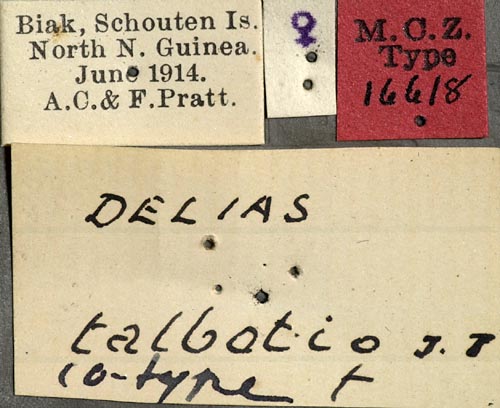 Biak, Schouten Is.
North N. Guinea.
June 1914.
A.C. & F. Pratt.
♀
M.C.Z.
Type
16618
DELIAS
talbotio J.T
co-type